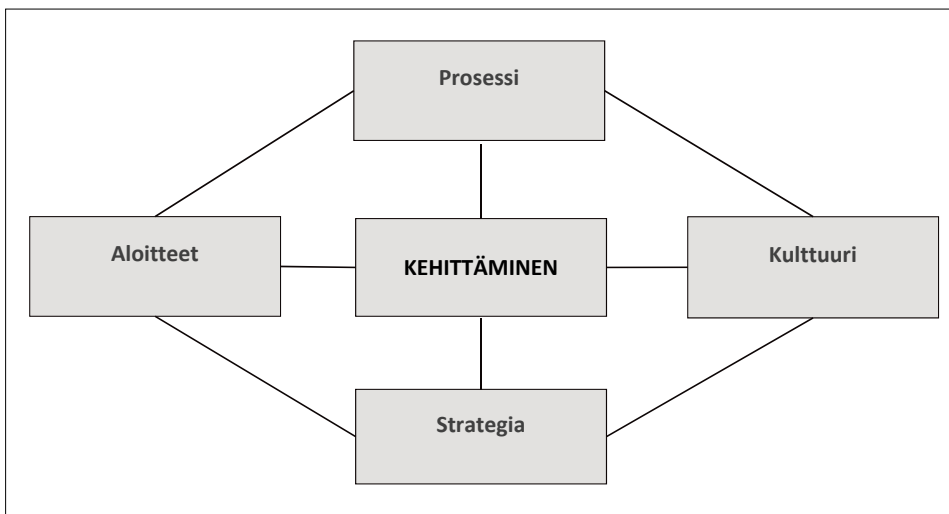 Prosessi
Aloitteet
KEHITTÄMINEN
Kulttuuri
Strategia